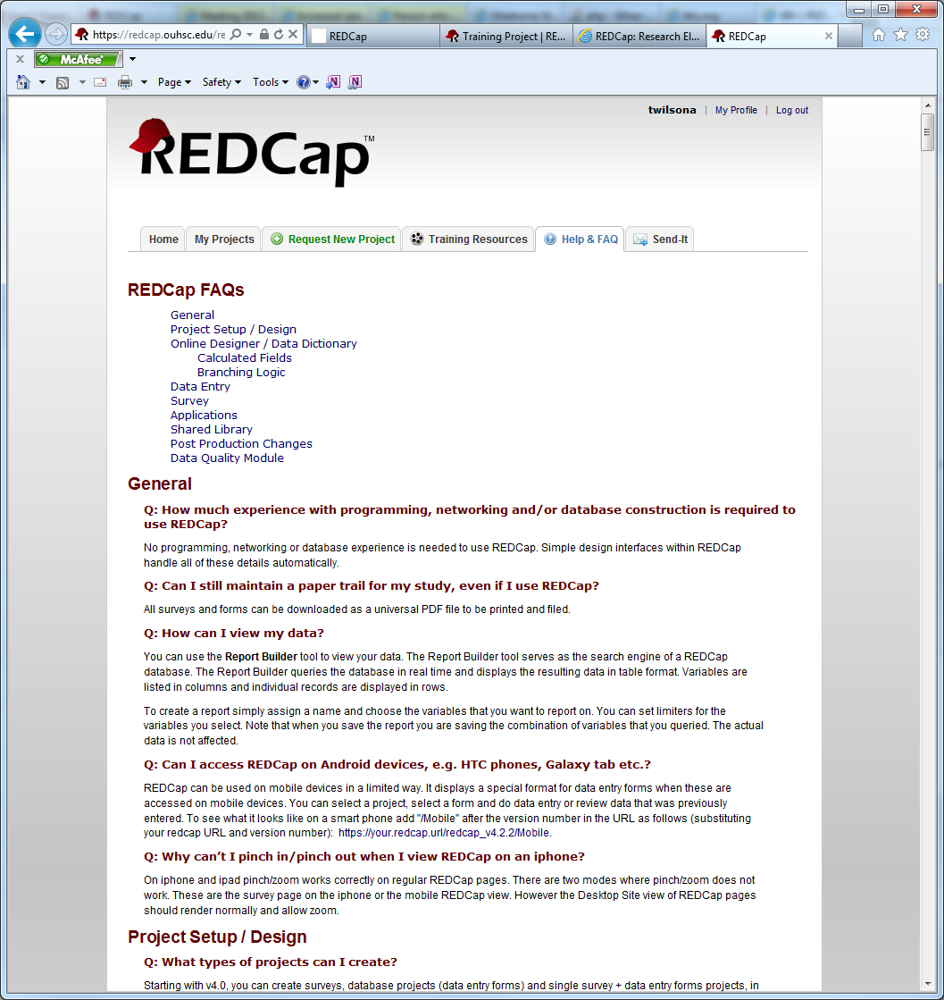 https://redcap.ouhsc.edu/re
REDCap
Training Project | RE...
REDCap: Research El...
REDCap
McAfee
Page
Safety
Tools
twilsona | My Profile | Log out
REDCap™
Home
My Projects
Request New Project
Training Resources
Help & FAQ
Send-It
REDCap FAQs
General
Project Setup / Design
Online Designer / Data Dictionary
Calculated Fields
Branching Logic
Data Entry
Survey
Applications
Shared Library
Post Production Changes
Data Quality Module
General
Q: How much experience with programming, networking and/or database construction is required to
use REDCap?
No programming, networking or database experience is needed to use REDCap. Simple design interfaces within REDCap
handle all of these details automatically.
Q: Can I still maintain a paper trail for my study, even if I use REDCap?
All surveys and forms can be downloaded as a universal PDF file to be printed and filed.
Q: How can I view my data?
You can use the Report Builder tool to view your data. The Report Builder tool serves as the search engine of a REDCap
database. The Report Builder queries the database in real time and displays the resulting data in table format. Variables are
listed in columns and individual records are displayed in rows.
To create a report simply assign a name and choose the variables that you want to report on. You can set limiters for the
variables you select. Note that when you save the report you are saving the combination of variables that you queried. The actual
data is not affected.
Q: Can I access REDCap on Android devices, e.g. HTC phones, Galaxy tab etc.?
REDCap can be used on mobile devices in a limited way. It displays a special format for data entry forms when these are
accessed on mobile devices. You can select a project, select a form and do data entry or review data that was previously
entered. To see what it looks like on a smart phone add "/Mobile" after the version number in the URL as follows (substituting
your redcap URL and version number): https://your.redcap.url/redcap_v4.2.2/Mobile.
Q: Why can't I pinch in/pinch out when I view REDCap on an iphone?
On iphone and ipad pinch/zoom works correctly on regular REDCap pages. There are two modes where pinch/zoom does not
work. These are the survey page on the iphone or the mobile REDCap view. However the Desktop Site view of REDCap pages
should render normally and allow zoom.
Project Setup / Design
Q: What types of projects can I create?
Starting with v4.0, you can create surveys, database projects (data entry forms) and single survey + data entry forms projects, in